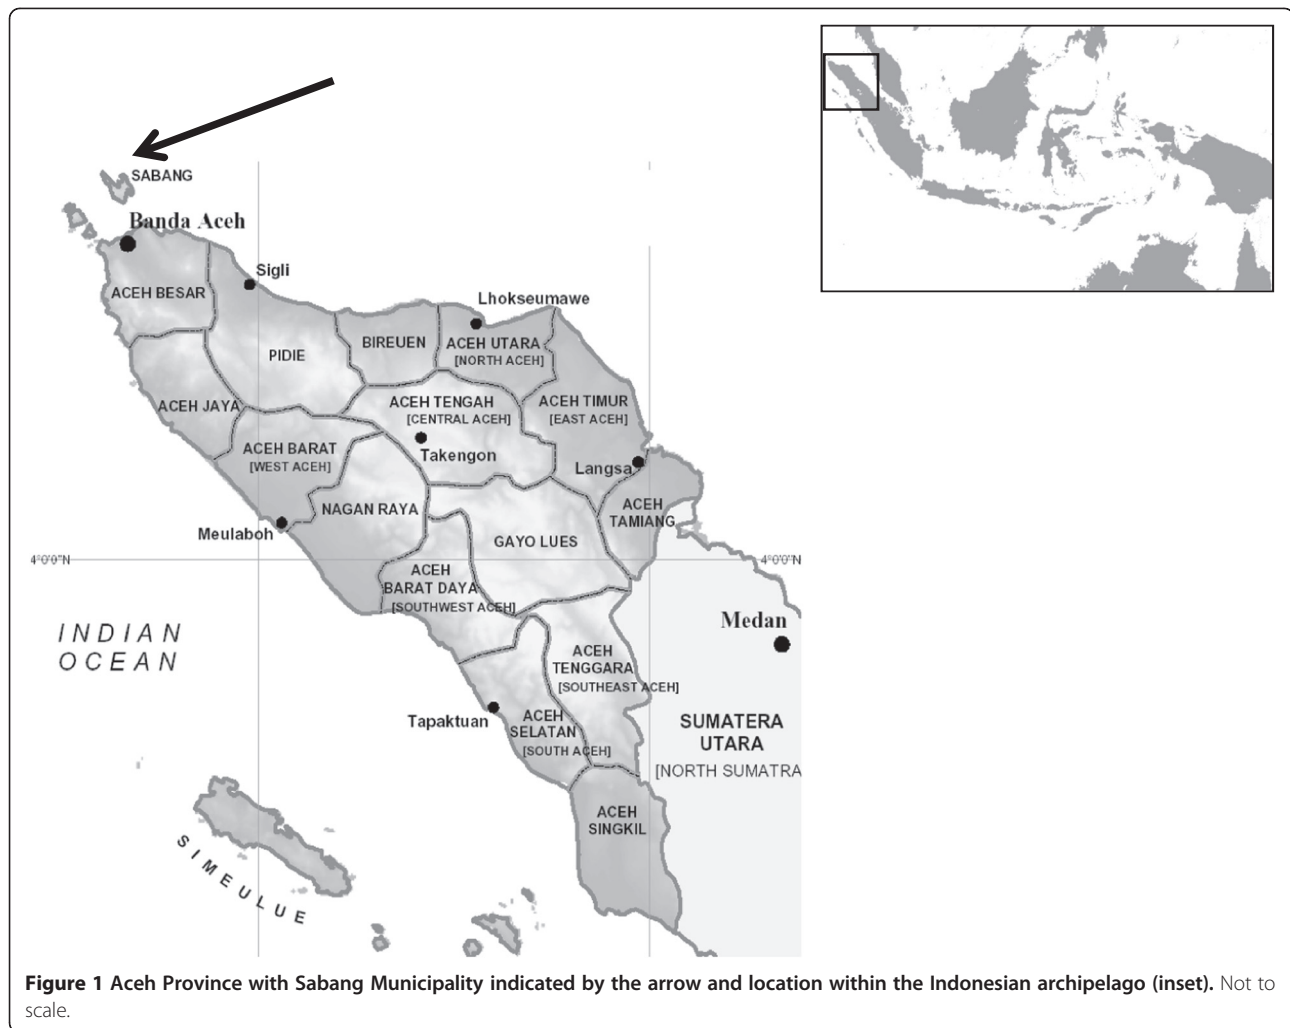 SABANG
Banda Aceh
Sigli
ACEH BESAR
Lhokseumawe
PIDIE
BIREUEN
ACEH UTARA
[NORTH ACEH]
ACEH JAYA
ACEH TENGAH
[CENTRAL ACEH]
ACEH TIMUR
[EAST ACEH]
ACEH BARAT
[WEST ACEH]
Takengon
Langsa
NAGAN RAYA
ACEH
TAMIANG
Meulaboh
GAYO LUES
4°0'0"N
4°0'0"N
ACEH
BARAT DAYA
[SOUTHWEST ACEH]
INDIAN
OCEAN
Medan
ACEH
TENGGARA
[SOUTHEAST ACEH]
Tapaktuan
ACEH
SELATAN
[SOUTH ACEH]
SUMATERA
UTARA
[NORTH SUMATRA
ACEH
SINGKIL
SIMEULUE
Figure 1 Aceh Province with Sabang Municipality indicated by the arrow and location within the Indonesian archipelago (inset). Not to
scale.